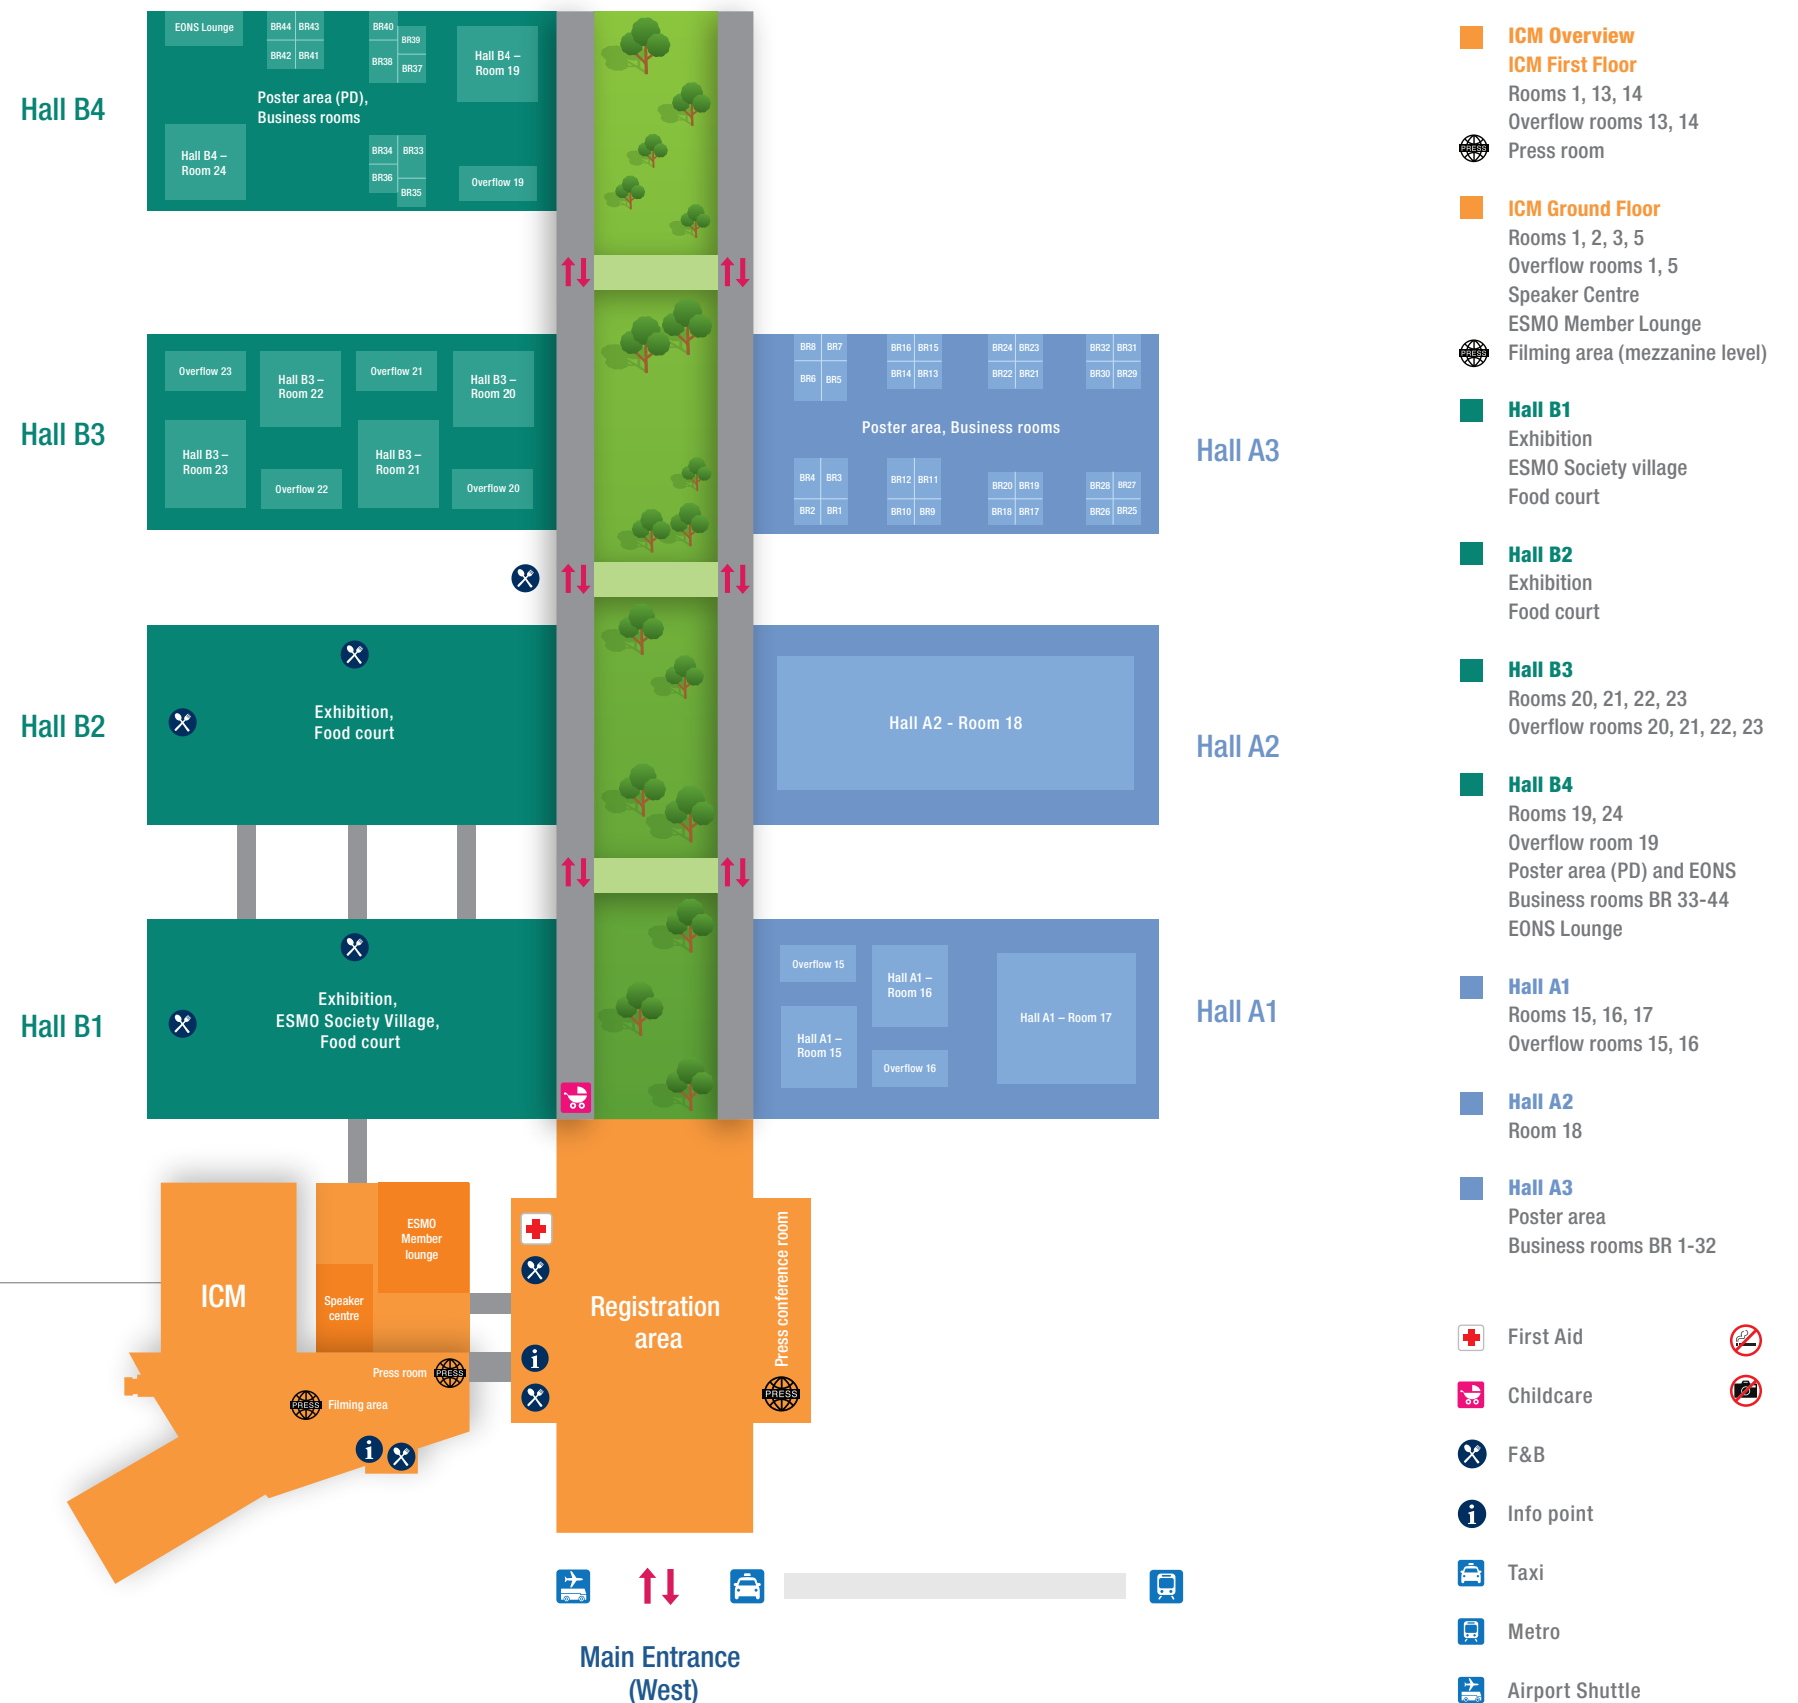 Hall B4
EONS Lounge
BR44 BR43
BR42 BR41
BR40
BR39
BR38
BR37
Hall B4 –
Room 19
Poster area (PD),
Business rooms
Hall B4 –
Room 24
BR34 BR33
BR36
BR35
Overflow 19
Hall B3
Overflow 23
Hall B3 –
Room 22
Overflow 21
Hall B3 –
Room 20
Hall B3 –
Room 23
Overflow 22
Hall B3 –
Room 21
Overflow 20
BR8 BR7
BR6 BR5
BR16 BR15
BR14 BR13
BR24 BR23
BR22 BR21
BR32 BR31
BR30 BR29
Poster area, Business rooms
BR4 BR3
BR2 BR1
BR12 BR11
BR10 BR9
BR20 BR19
BR18 BR17
BR28 BR27
BR26 BR25
Hall A3
Hall B2
Exhibition,
Food court
Hall A2 - Room 18
Hall A2
Hall B1
Exhibition,
ESMO Society Village,
Food court
Overflow 15
Hall A1 –
Room 16
Hall A1 –
Room 15
Overflow 16
Hall A1 – Room 17
Hall A1
ICM
ESMO
Member
lounge
Speaker
centre
Press room
PRESS
PRESS
Filming area
Registration
area
Press conference room
PRESS
Main Entrance
(West)
ICM Overview
ICM First Floor
Rooms 1, 13, 14
Overflow rooms 13, 14
PRESS
Press room
ICM Ground Floor
Rooms 1, 2, 3, 5
Overflow rooms 1, 5
Speaker Centre
ESMO Member Lounge
PRESS
Filming area (mezzanine level)
Hall B1
Exhibition
ESMO Society village
Food court
Hall B2
Exhibition
Food court
Hall B3
Rooms 20, 21, 22, 23
Overflow rooms 20, 21, 22, 23
Hall B4
Rooms 19, 24
Overflow room 19
Poster area (PD) and EONS
Business rooms BR 33-44
EONS Lounge
Hall A1
Rooms 15, 16, 17
Overflow rooms 15, 16
Hall A2
Room 18
Hall A3
Poster area
Business rooms BR 1-32
First Aid
Childcare
F&B
Info point
Taxi
Metro
Airport Shuttle